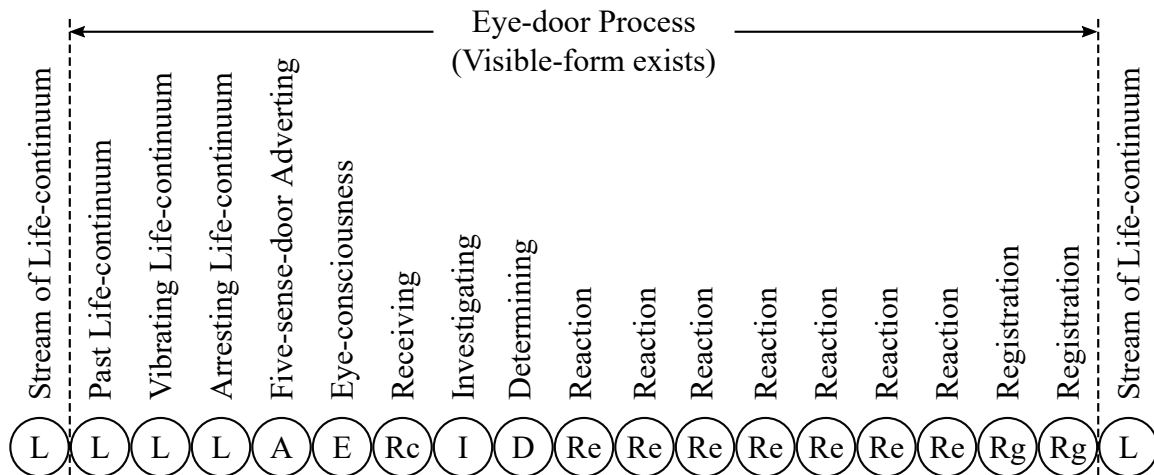 Eye-door Process
(Visible-form exists)
Stream of Life-continuum
Past Life-continuum
Vibrating Life-continuum
Arresting Life-continuum
Five-sense-door Adverting
Eye-consciousness
Receiving
Investigating
Determining
Reaction
Reaction
Reaction
Reaction
Reaction
Reaction
Reaction
Registration
Registration
Stream of Life-continuum
L L L L A E Rc I D Re Re Re Re Re Re Re Rg Rg L